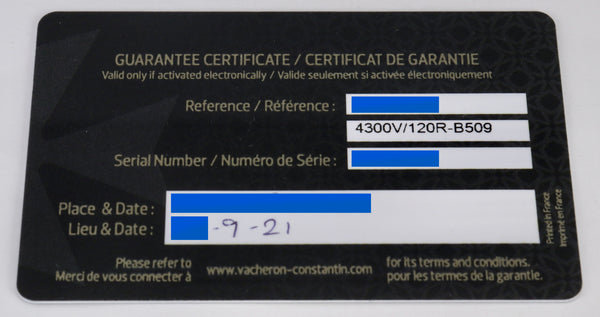 GUARANTEE CERTIFICATE / CERTIFICAT DE GARANTIE
Valid only if activated electronically / Valide seulement si activée électroniquement
Reference / Référence :
4300V/120R-B509
Serial Number / Numéro de Série :
Place & Date :
Lieu & Date : -9-21
Please refer to www.vacheron-constantin.com for its terms and conditions.
Merci de vous connecter à pour les termes de la garantie.
Printed in France
Imprimé en France